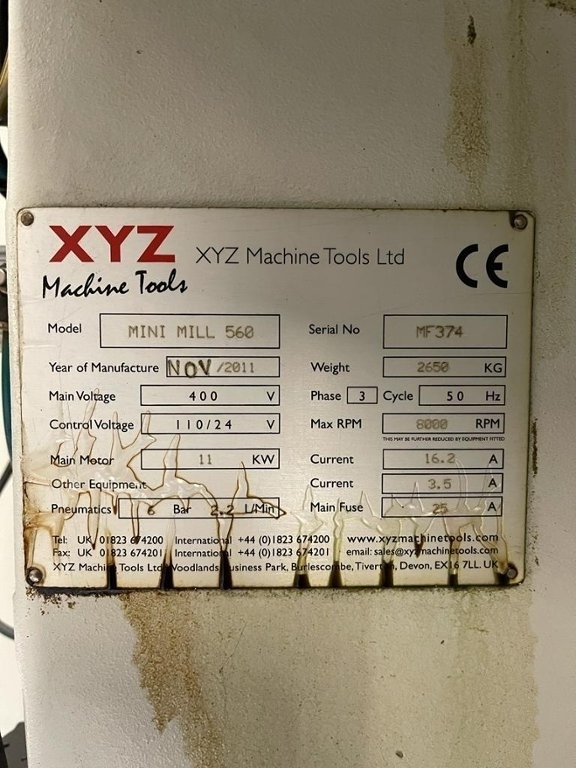 XYZ
Machine Tools
XYZ Machine Tools Ltd
CE
Model MINI MILL 560 Serial No MF374
Year of Manufacture NOV /2011 Weight 2650 KG
Main Voltage 400 V Phase 3 Cycle 50 Hz
Control Voltage 110/24 V Max RPM 8000 RPM
THIS MAY BE FURTHER REDUCED BY EQUIPMENT FITTED
Main Motor 11 KW Current 16.2 A
Other Equipment Current 3.5 A
Pneumatics 6 Bar 2.2 L/Min Main Fuse 25 A
Tel: UK 01823 674200 International +44 (0)1823 674200 www.xyzmachinetools.com
Fax: UK 01823 674201 International +44 (0)1823 674201 email: sales@xyzmachinetools.com
XYZ Machine Tools Ltd Woodlands Business Park, Burlescombe, Tiverton, Devon, EX16 7LL. UK